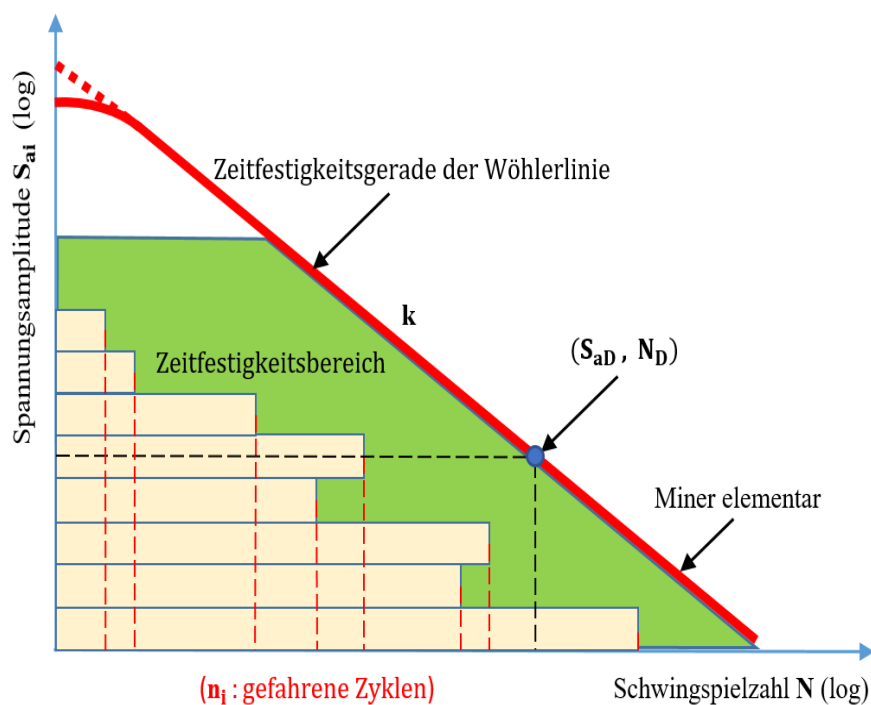 Spannungsamplitude Sai (log)
Zeitfestigkeitsgerade der Wöhlerlinie
k
(SaD , ND)
Zeitfestigkeitsbereich
Miner elementar
(ni : gefahrene Zyklen)
Schwingspielzahl N (log)